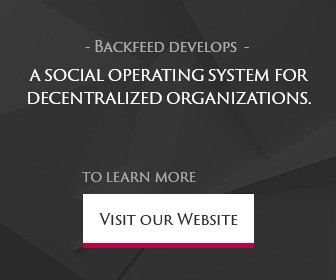 - Backfeed develops -
A SOCIAL OPERATING SYSTEM FOR
DECENTRALIZED ORGANIZATIONS.
TO LEARN MORE
Visit our Website